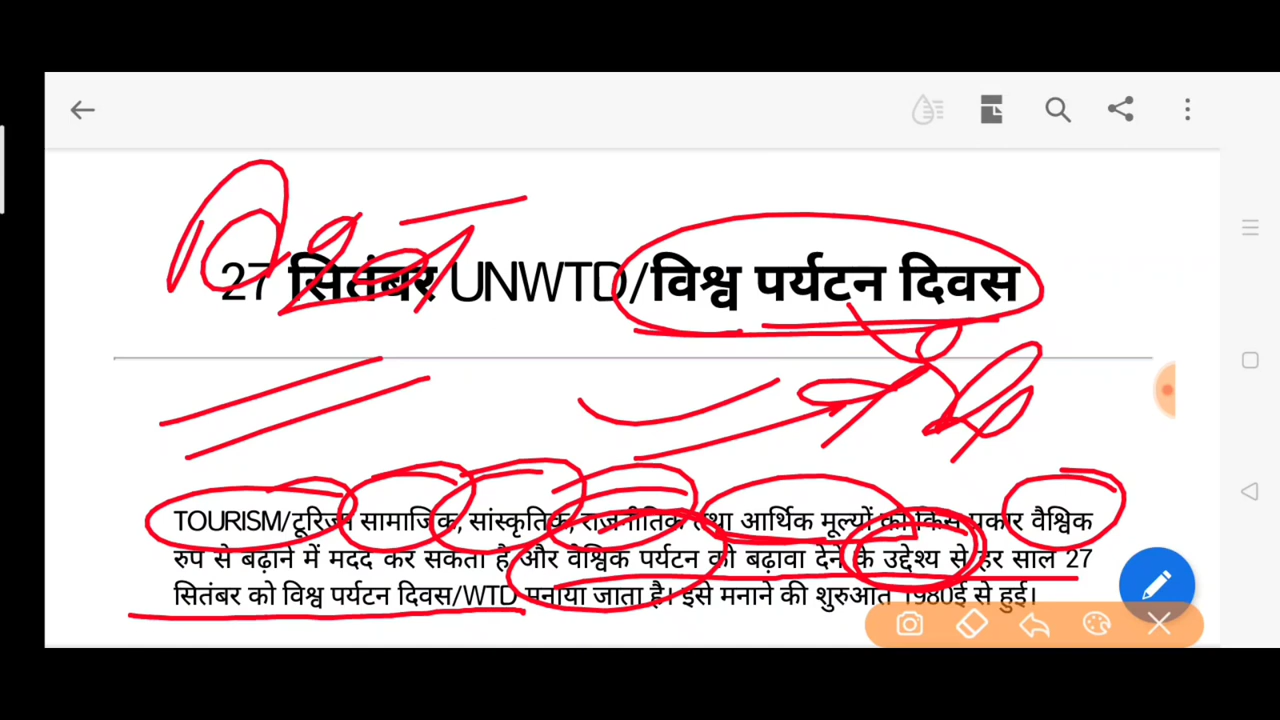 27 सितंबर UNWTD/विश्व पर्यटन दिवस
TOURISM/टूरिज्म सामाजिक, सांस्कृतिक, राजनीतिक तथा आर्थिक मूल्यों को किस प्रकार वैश्विक
रुप से बढ़ाने में मदद कर सकता है और वैश्विक पर्यटन को बढ़ावा देने के उद्देश्य से हर साल 27
सितंबर को विश्व पर्यटन दिवस/WTD मनाया जाता है। इसे मनाने की शुरुआत 1980ई से हुई।